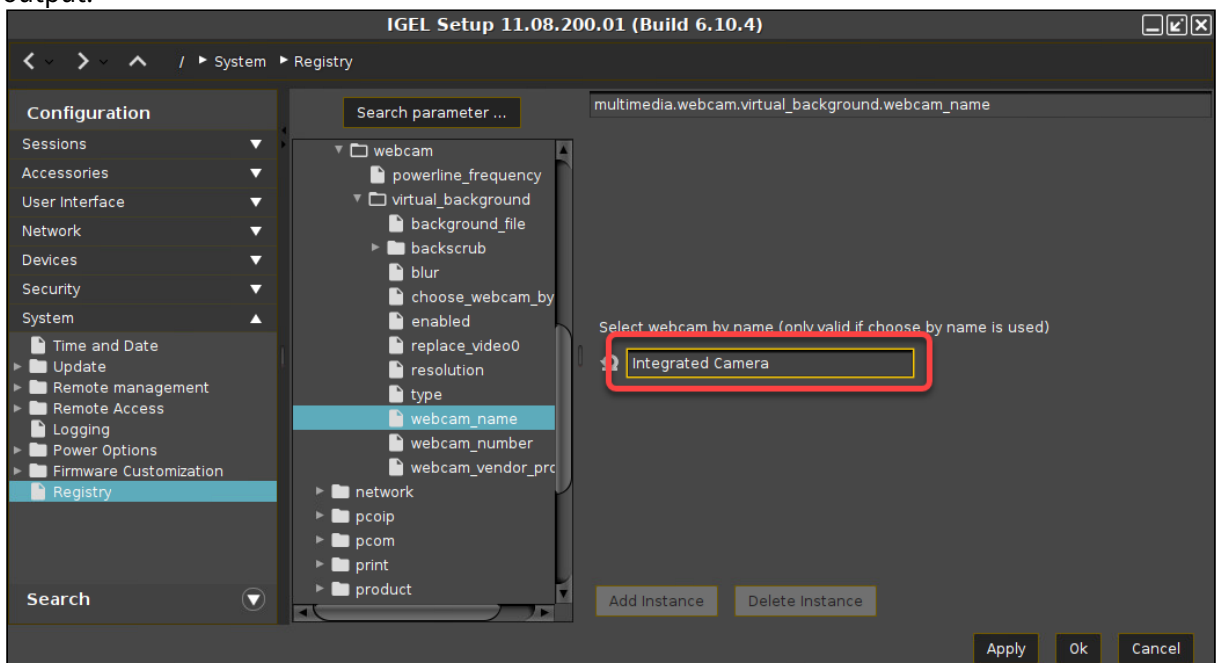 output.
IGEL Setup 11.08.200.01 (Build 6.10.4)
/ System Registry
Configuration
Sessions
Accessories
User Interface
Network
Devices
Security
System
Time and Date
Update
Remote management
Remote Access
Logging
Power Options
Firmware Customization
Registry
Search
Search parameter ...
webcam
powerline_frequency
virtual_background
background_file
backscrub
blur
choose_webcam_by
enabled
replace_video0
resolution
type
webcam_name
webcam_number
webcam_vendor_prc
network
pcoip
pcom
print
product
multimedia.webcam.virtual_background.webcam_name
Select webcam by name (only valid if choose by name is used)
Integrated Camera
Add Instance Delete Instance
Apply Ok Cancel